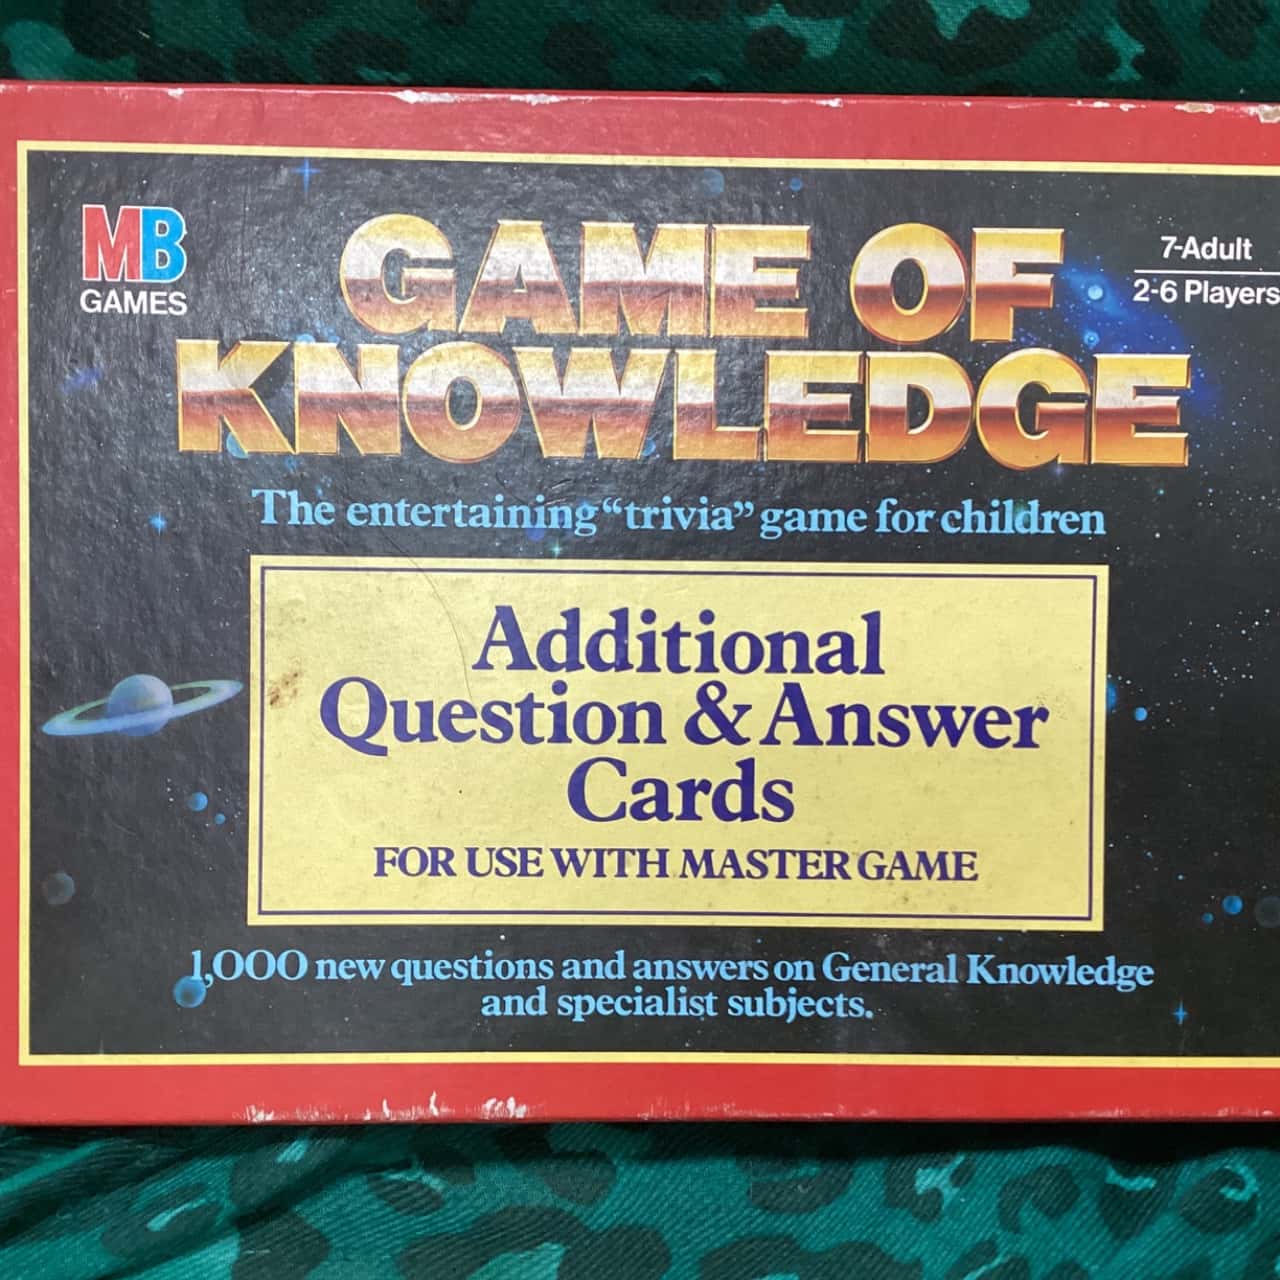 MB
GAMES
GAME OF
KNOWLEDGE
7-Adult
2-6 Players
The entertaining “trivia” game for children
Additional
Question & Answer
Cards
FOR USE WITH MASTER GAME
1,000 new questions and answers on General Knowledge
and specialist subjects.